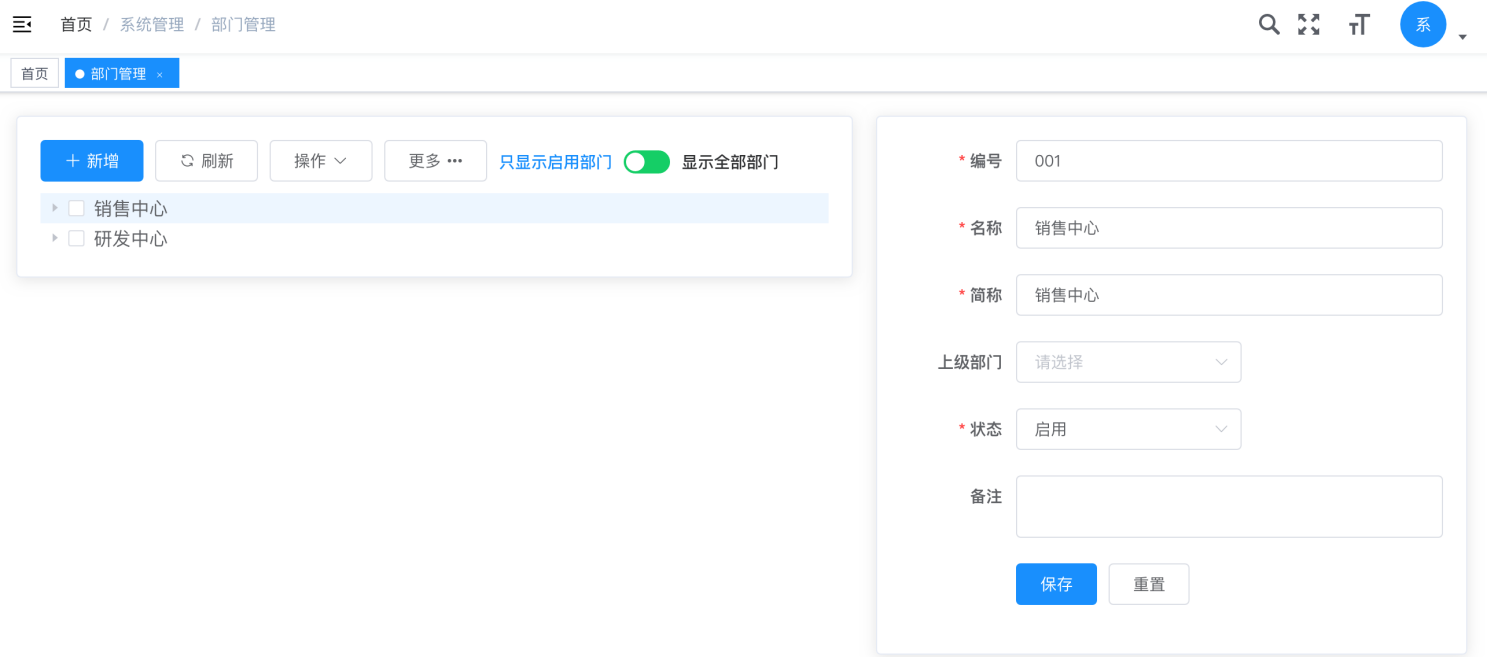 首页 / 系统管理 / 部门管理
系
首页
部门管理 ×
新增 刷新 操作 更多 ••• 只显示启用部门 显示全部部门
销售中心
研发中心
* 编号 001
* 名称 销售中心
* 简称 销售中心
上级部门 请选择
* 状态 启用
备注
保存 重置